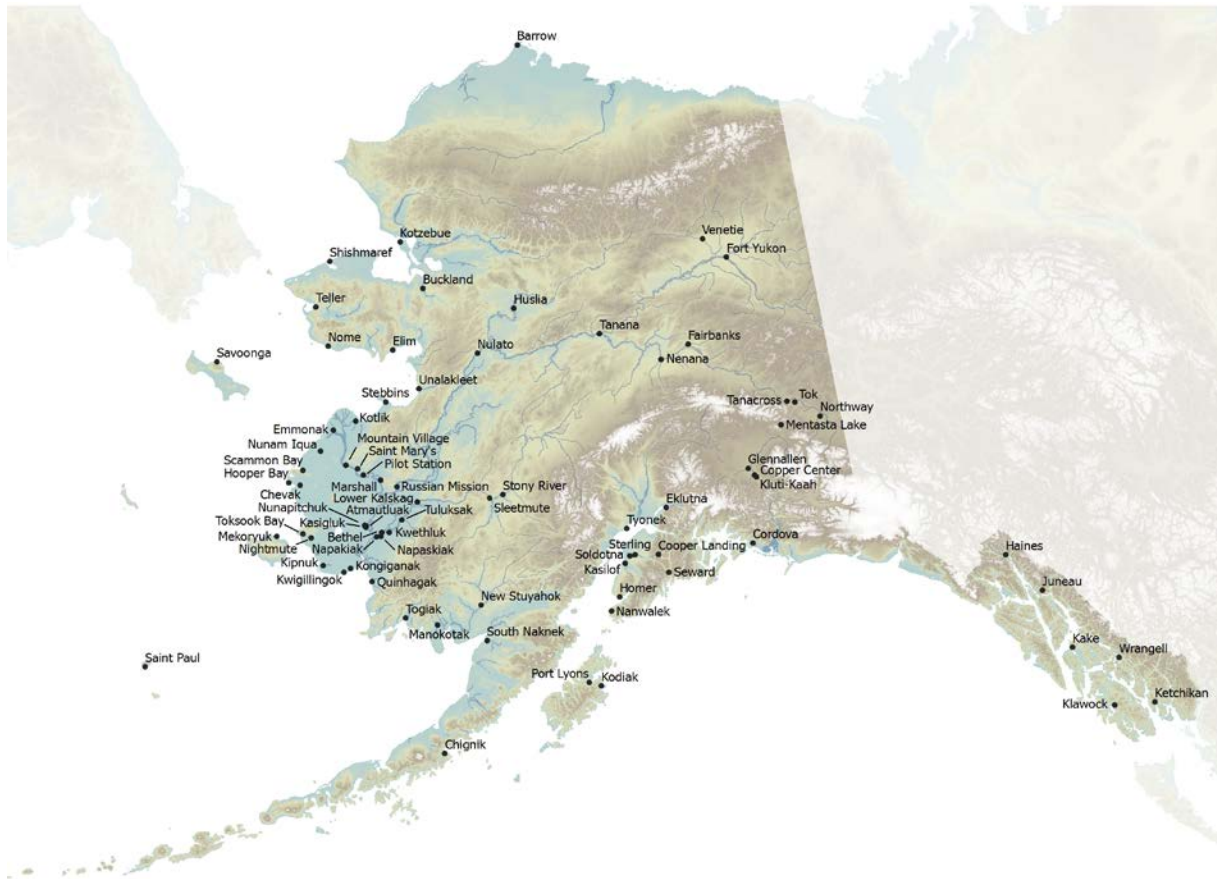 Barrow
Kotzebue
Venetie
Shishmaref
Fort Yukon
Buckland
Teller
Huslia
Tanana
Nome
Elim
Fairbanks
Nulato
Savoonga
Nenana
Unalakleet
Stebbins
Tanacross
Tok
Kotlik
Northway
Emmonak
Mentasta Lake
Mountain Village
Nunam Iqua
Saint Mary's
Scammon Bay
Pilot Station
Glennallen
Hooper Bay
Copper Center
Marshall
Russian Mission
Stony River
Kluti-Kaah
Chevak
Lower Kalskag
Eklutna
Nunapitchuk
Atmautluak
Tuluksak
Sleetmute
Toksook Bay
Kasigluk
Tyonek
Mekoryuk
Bethel
Kwethluk
Cordova
Nightmute
Napakiak
Napaskiak
Sterling
Cooper Landing
Haines
Soldotna
Kipnuk
Kongiganak
Kasilof
Kwigillingok
Quinhagak
Seward
Juneau
Homer
New Stuyahok
Togiak
Nanwalek
Manokotak
South Naknek
Kake
Wrangell
Saint Paul
Port Lyons
Kodiak
Klawock
Ketchikan
Chignik